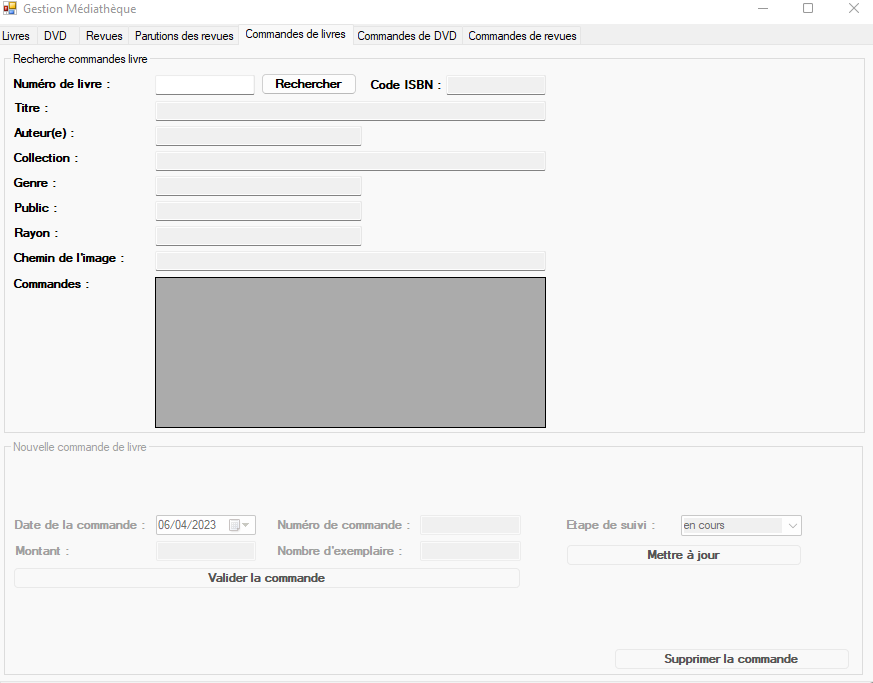 Gestion Médiathèque
Livres DVD Revues Parutions des revues Commandes de livres Commandes de DVD Commandes de revues
Recherche commandes livre
Numéro de livre : Rechercher Code ISBN :
Titre :
Auteur(e) :
Collection :
Genre :
Public :
Rayon :
Chemin de l'image :
Commandes :
Nouvelle commande de livre
Date de la commande : 06/04/2023 Numéro de commande : Etape de suivi : en cours
Montant : Nombre d'exemplaire : Mettre à jour
Valider la commande
Supprimer la commande